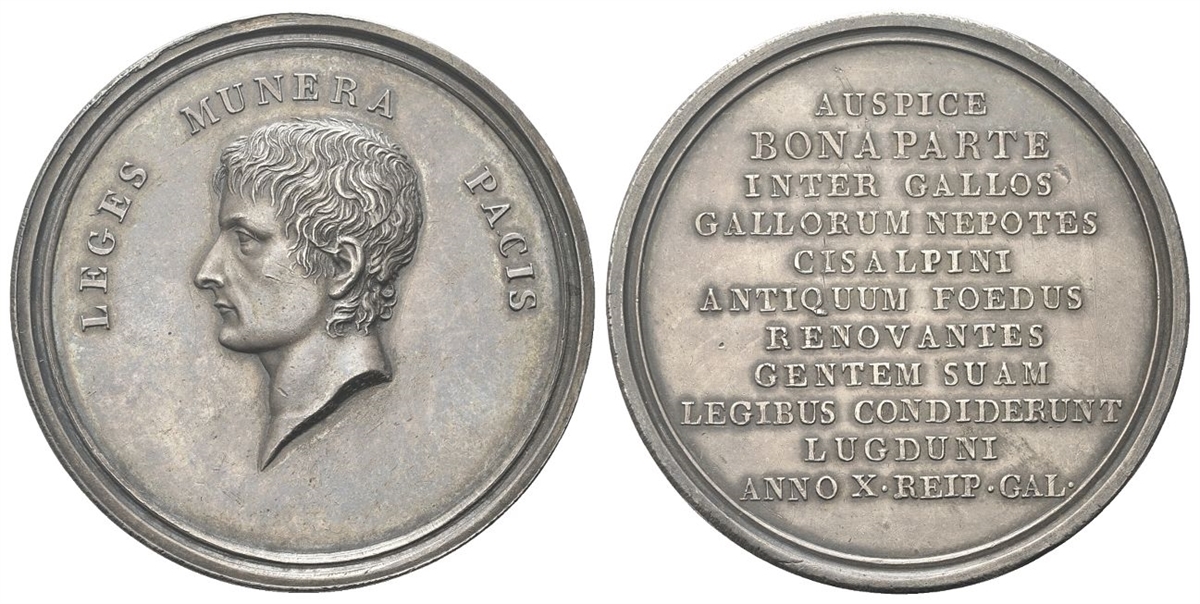 LEGES MUNERA PACIS
AUSPICE
BONAPARTE
INTER GALLOS
GALLORUM NEPOTES
CISALPINI
ANTIQUUM FOEDUS
RENOVANTES
GENTEM SUAM
LEGIBUS CONDIDERUNT
LUGDUNI
ANNO X · REIP · GAL ·